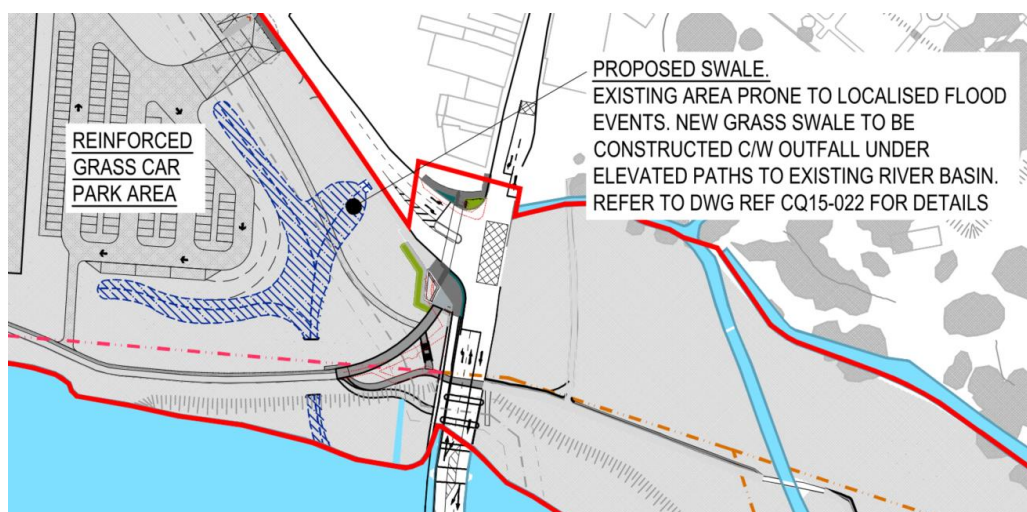 PROPOSED SWALE.
EXISTING AREA PRONE TO LOCALISED FLOOD
EVENTS. NEW GRASS SWALE TO BE
CONSTRUCTED C/W OUTFALL UNDER
ELEVATED PATHS TO EXISTING RIVER BASIN.
REFER TO DWG REF CQ15-022 FOR DETAILS
REINFORCED
GRASS CAR
PARK AREA